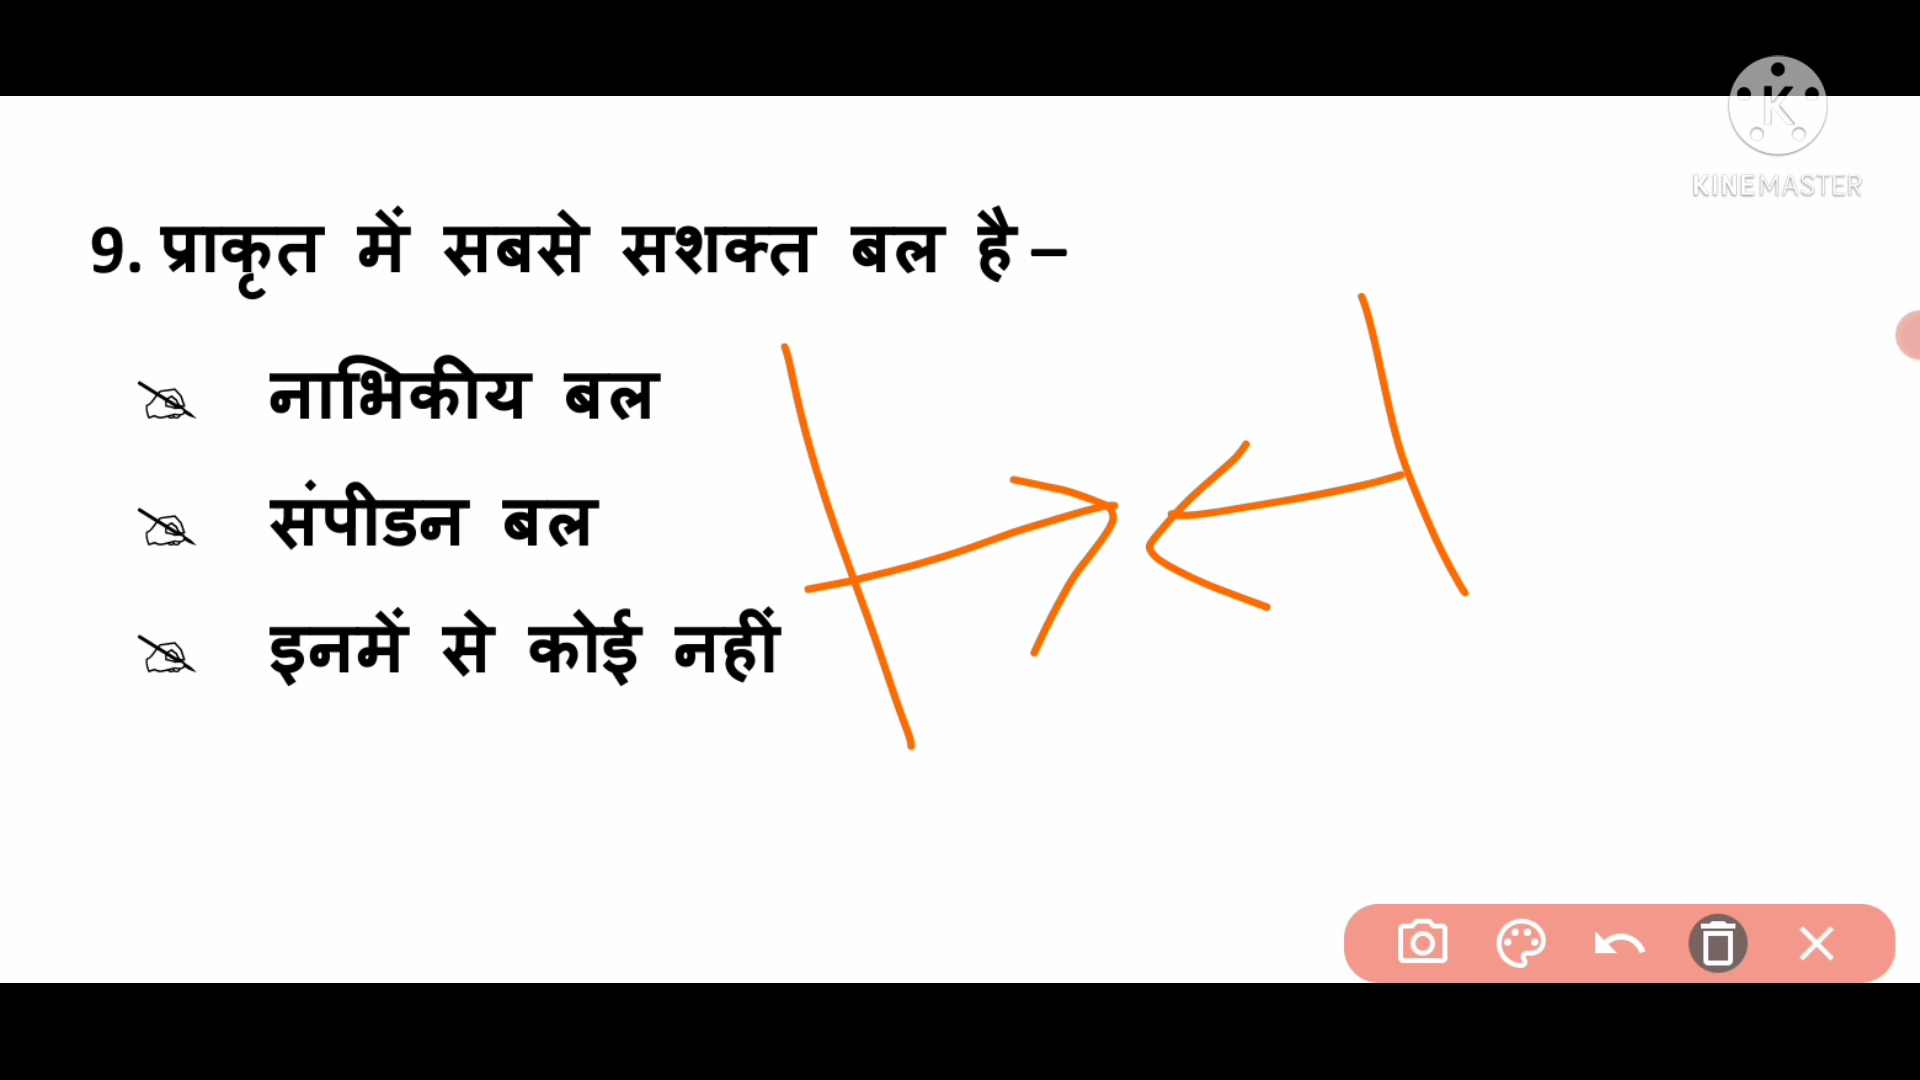 K
KINEMASTER
9. प्राकृत में सबसे सशक्त बल है –
नाभिकीय बल
संपीडन बल
इनमें से कोई नहीं